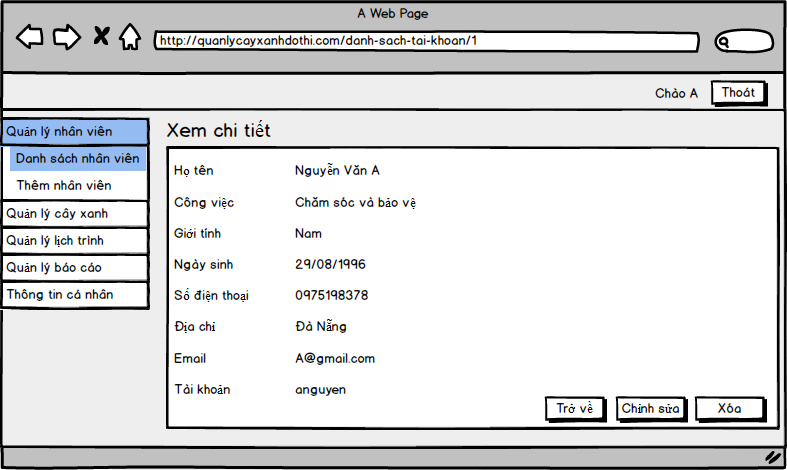 A Web Page
http://quanlycayxanhdothi.com/danh-sach-tai-khoan/1
Chào A
Thoát
Quản lý nhân viên
Danh sách nhân viên
Thêm nhân viên
Quản lý cây xanh
Quản lý lịch trình
Quản lý báo cáo
Thông tin cá nhân
Xem chi tiết
Họ tên Nguyễn Văn A
Công việc Chăm sóc và bảo vệ
Giới tính Nam
Ngày sinh 29/08/1996
Số điện thoại 0975198378
Địa chỉ Đà Nẵng
Email A@gmail.com
Tài khoản anguyen
Trở về Chỉnh sửa Xóa